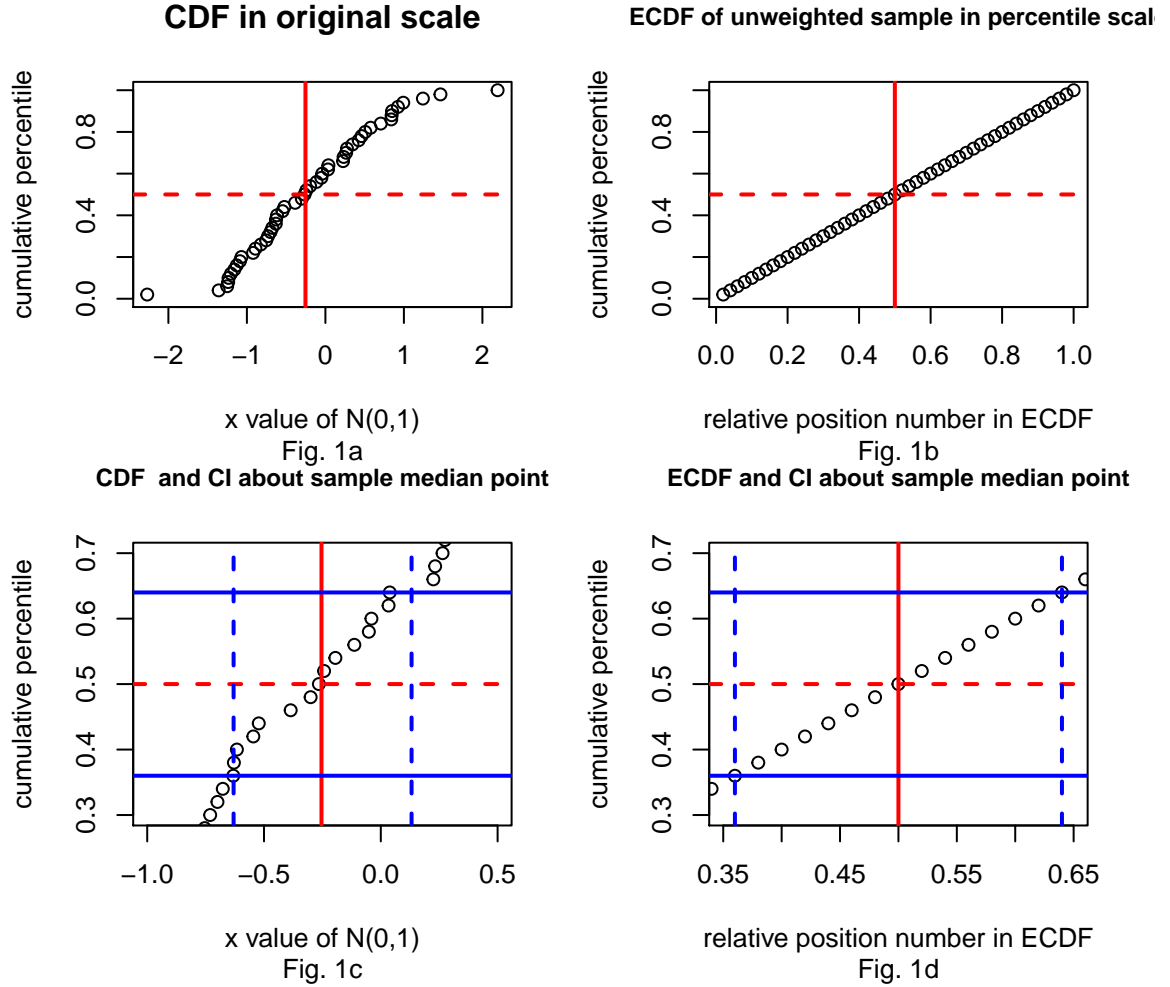 CDF in original scale
cumulative percentile
0.0 0.4 0.8
−2 −1 0 1 2
x value of N(0,1)
Fig. 1a
ECDF of unweighted sample in percentile scal
cumulative percentile
0.0 0.4 0.8
0.0 0.2 0.4 0.6 0.8 1.0
relative position number in ECDF
Fig. 1b
CDF and CI about sample median point
cumulative percentile
0.3 0.4 0.5 0.6 0.7
−1.0 −0.5 0.0 0.5
x value of N(0,1)
Fig. 1c
ECDF and CI about sample median point
cumulative percentile
0.3 0.4 0.5 0.6 0.7
0.35 0.45 0.55 0.65
relative position number in ECDF
Fig. 1d